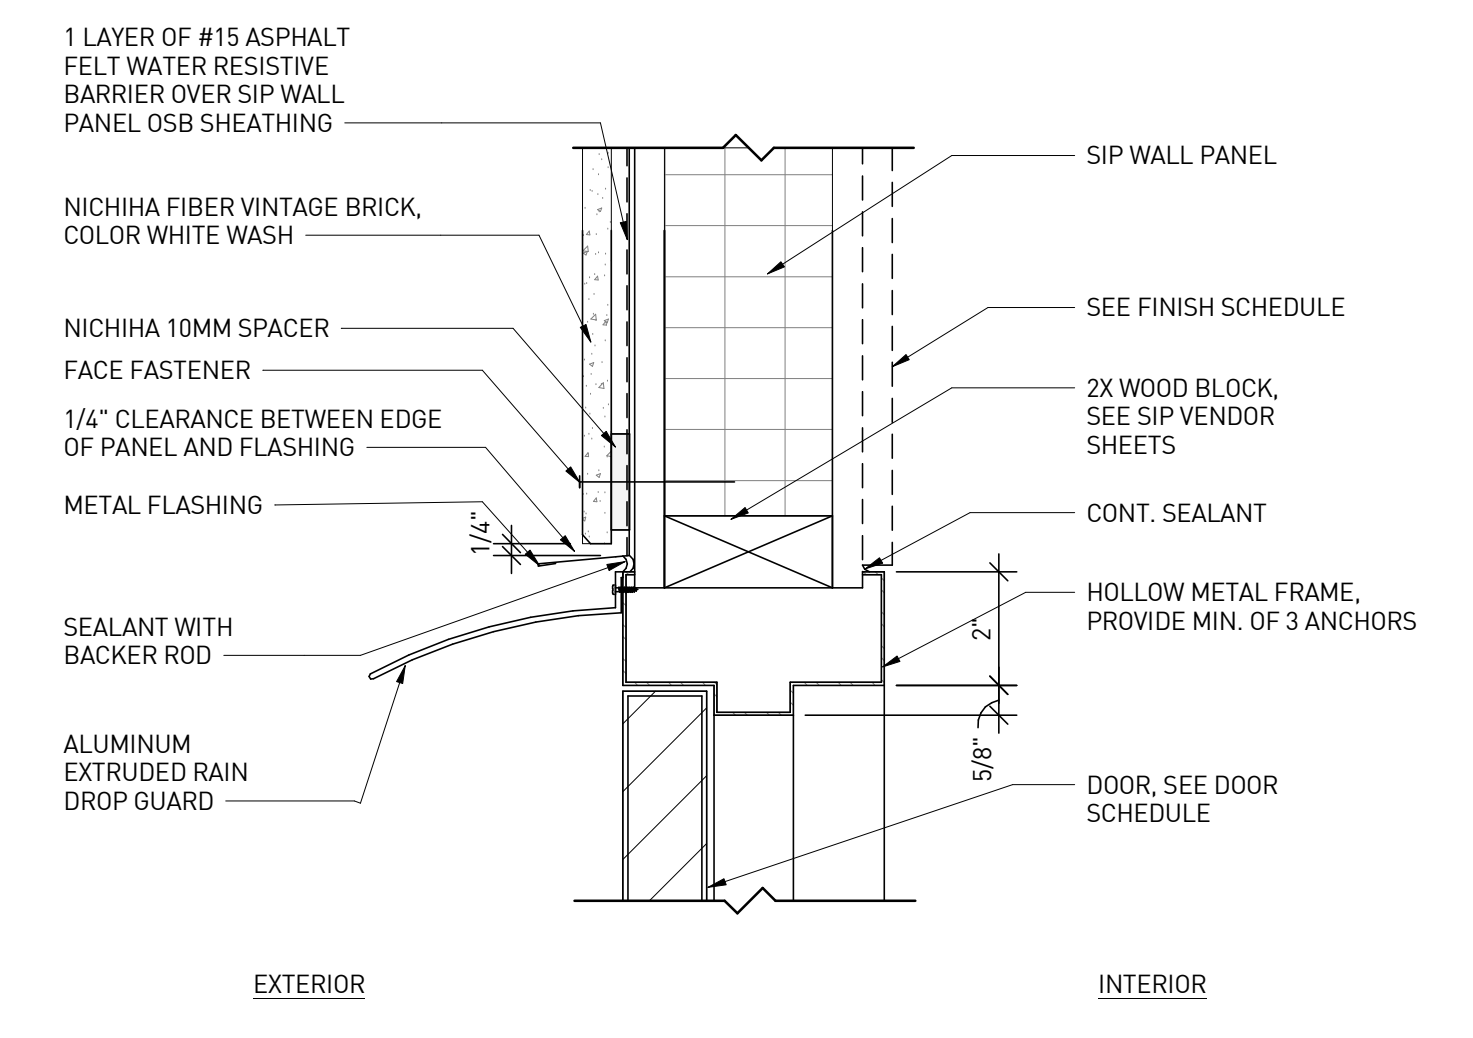 1 LAYER OF #15 ASPHALT
FELT WATER RESISTIVE
BARRIER OVER SIP WALL
PANEL OSB SHEATHING
NICHIHA FIBER VINTAGE BRICK,
COLOR WHITE WASH
NICHIHA 10MM SPACER
FACE FASTENER
1/4" CLEARANCE BETWEEN EDGE
OF PANEL AND FLASHING
METAL FLASHING
1/4"
SEALANT WITH
BACKER ROD
ALUMINUM
EXTRUDED RAIN
DROP GUARD
SIP WALL PANEL
SEE FINISH SCHEDULE
2X WOOD BLOCK,
SEE SIP VENDOR
SHEETS
CONT. SEALANT
HOLLOW METAL FRAME,
PROVIDE MIN. OF 3 ANCHORS
2"
5/8"
DOOR, SEE DOOR
SCHEDULE
EXTERIOR
INTERIOR